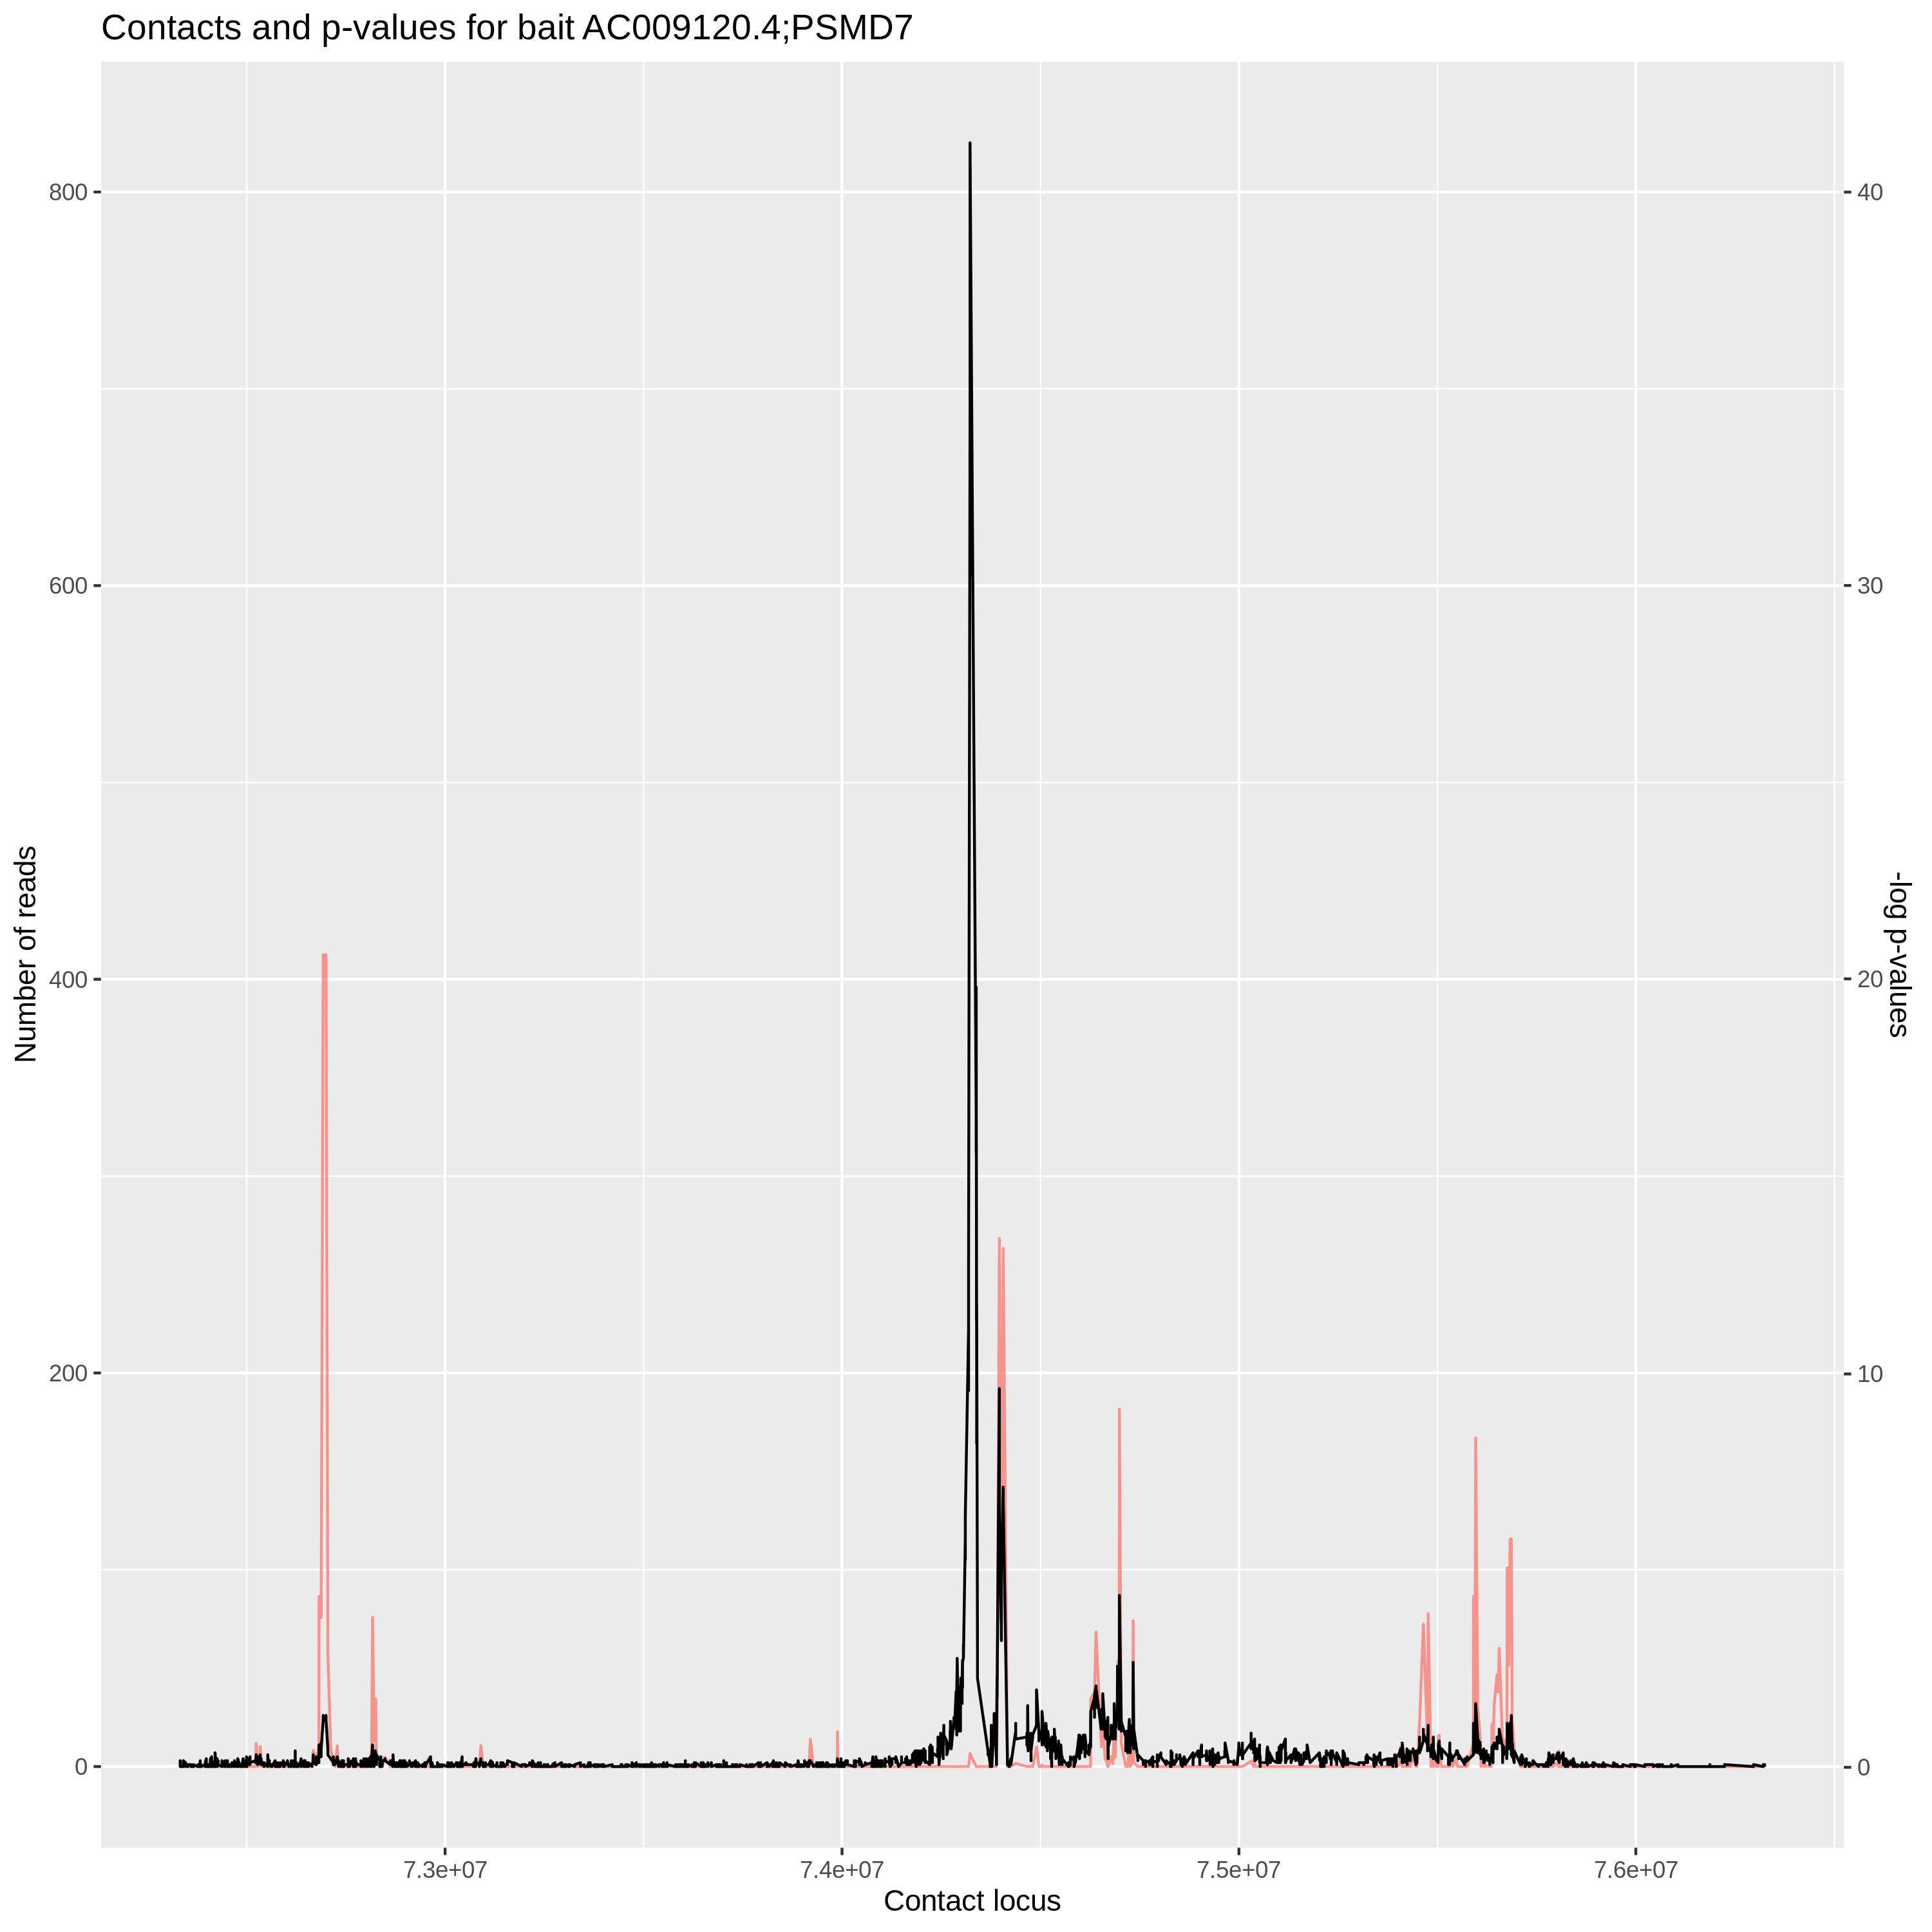 Contacts and p-values for bait AC009120.4;PSMD7
800
600
400
200
0
40
30
20
10
0
Number of reads
-log p-values
7.3e+07
7.4e+07
7.5e+07
7.6e+07
Contact locus